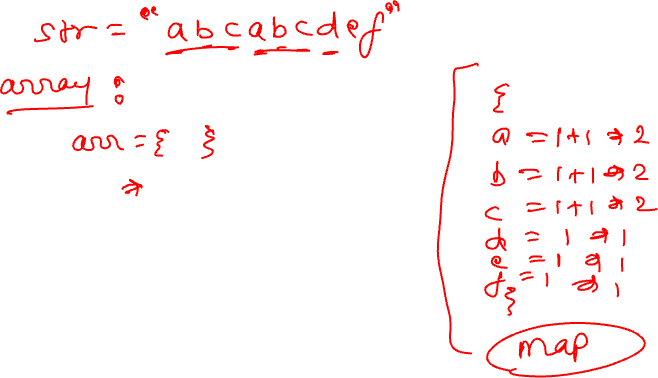 str = "abcabcdef"
array :
arr = { }
⇒
{
a = 1+1 ⇒ 2
b = 1+1 ⇒ 2
c = 1+1 ⇒ 2
d = 1 ⇒ 1
e = 1 ⇒ 1
f = 1 ⇒ 1
}
map